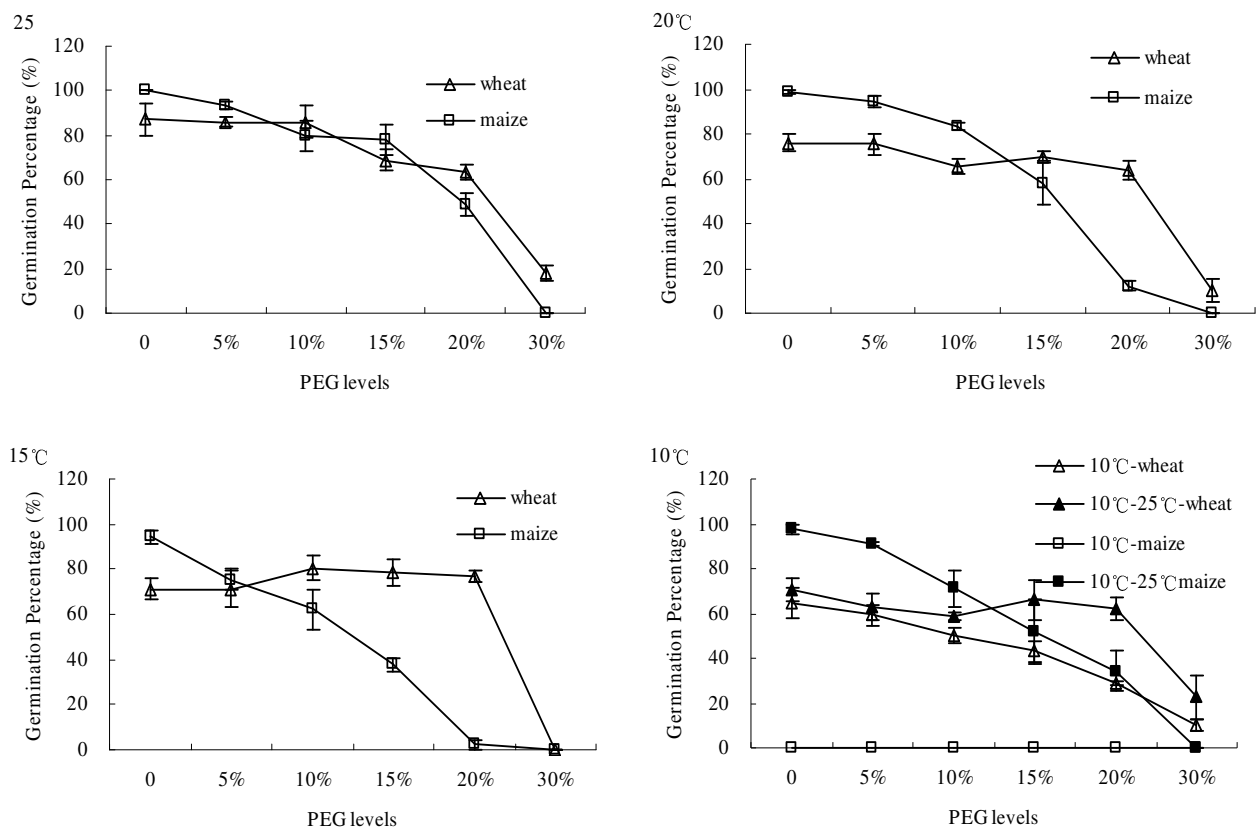 25
Germination Percentage (%)
120
100
80
60
40
20
0
wheat
maize
0 5% 10% 15% 20% 30%
PEG levels
20℃
Germination Percentage (%)
120
100
80
60
40
20
0
wheat
maize
0 5% 10% 15% 20% 30%
PEG levels
15℃
Germination Percentage (%)
120
100
80
60
40
20
0
wheat
maize
0 5% 10% 15% 20% 30%
PEG levels
10℃
Germination Percentage (%)
120
100
80
60
40
20
0
10℃-wheat
10℃-25℃-wheat
10℃-maize
10℃-25℃maize
0 5% 10% 15% 20% 30%
PEG levels